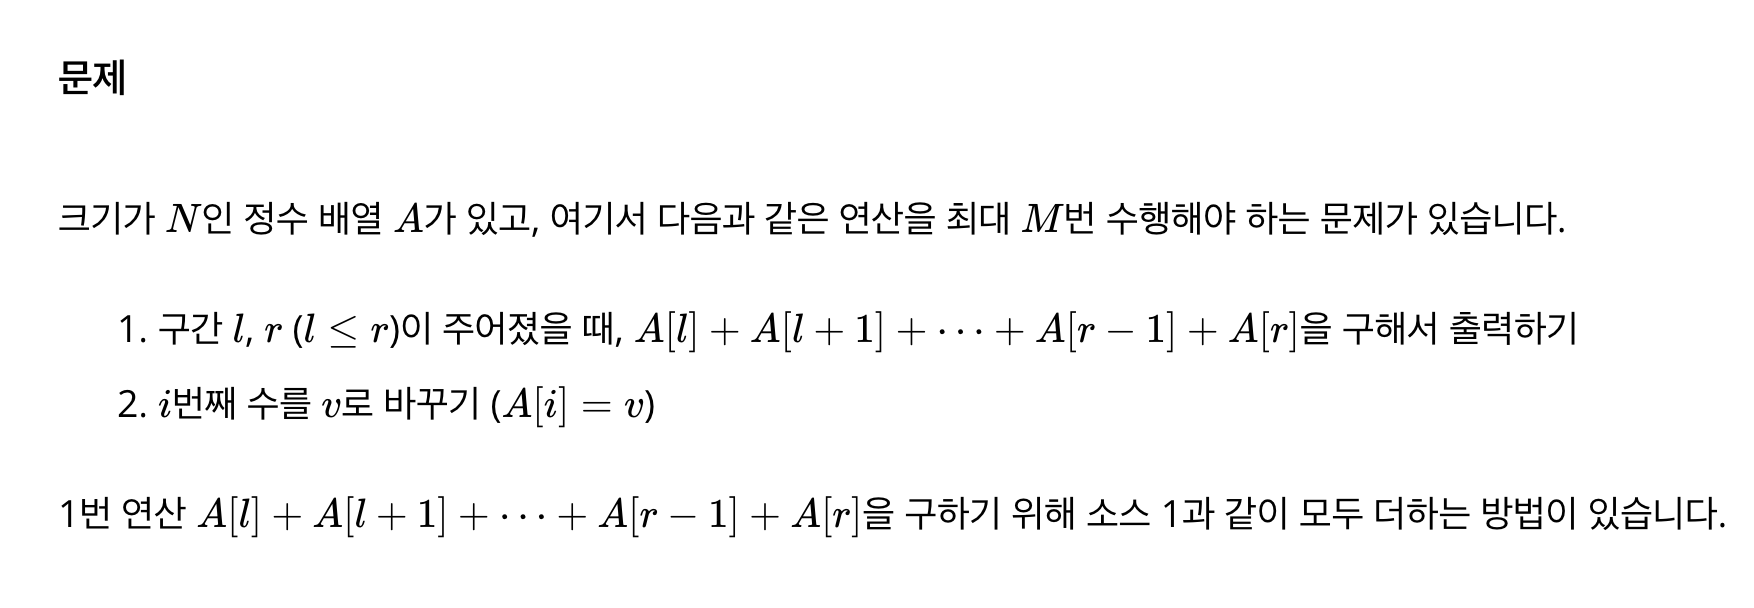 문제
크기가 N인 정수 배열 A가 있고, 여기서 다음과 같은 연산을 최대 M번 수행해야 하는 문제가 있습니다.
1. 구간 l, r (l ≤ r)이 주어졌을 때, A[l] + A[l + 1] + ⋯ + A[r − 1] + A[r]을 구해서 출력하기
2. i번째 수를 v로 바꾸기 (A[i] = v)
1번 연산 A[l] + A[l + 1] + ⋯ + A[r − 1] + A[r]을 구하기 위해 소스 1과 같이 모두 더하는 방법이 있습니다.